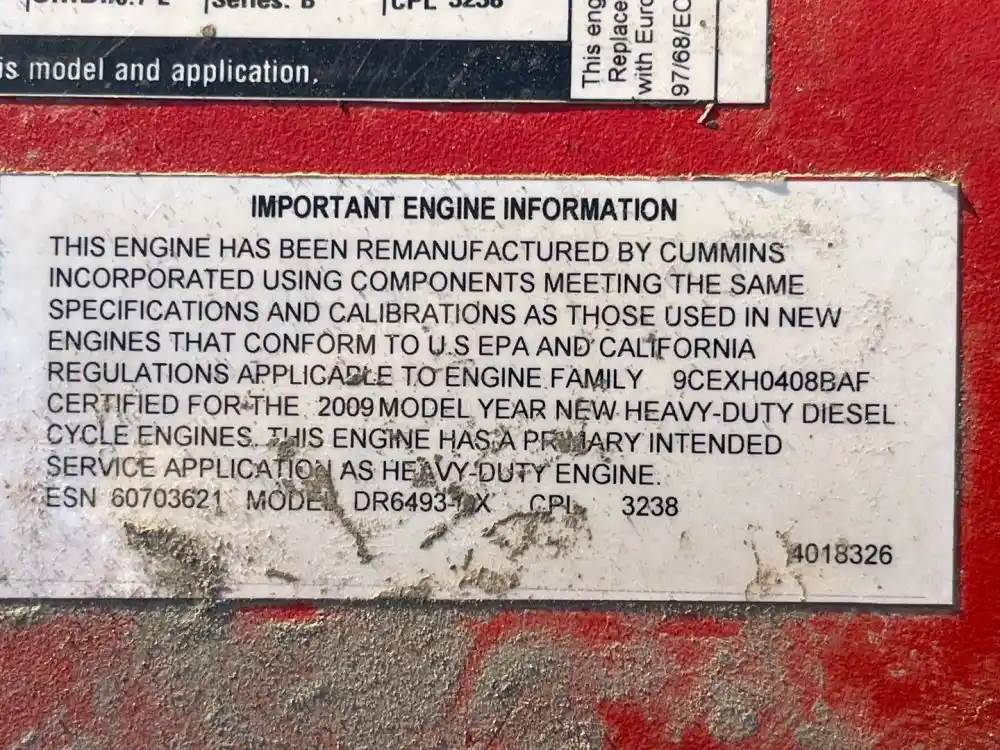 Series: B
CPL 3238
is model and application.
This eng
Replace
with Euro
97/68/EC
IMPORTANT ENGINE INFORMATION
THIS ENGINE HAS BEEN REMANUFACTURED BY CUMMINS
INCORPORATED USING COMPONENTS MEETING THE SAME
SPECIFICATIONS AND CALIBRATIONS AS THOSE USED IN NEW
ENGINES THAT CONFORM TO U.S EPA AND CALIFORNIA
REGULATIONS APPLICABLE TO ENGINE FAMILY 9CEXH0408BAF
CERTIFIED FOR THE 2009 MODEL YEAR NEW HEAVY-DUTY DIESEL
CYCLE ENGINES. THIS ENGINE HAS A PRIMARY INTENDED
SERVICE APPLICATION AS HEAVY-DUTY ENGINE.
ESN 60703621 MODEL CPL 3238
4018326